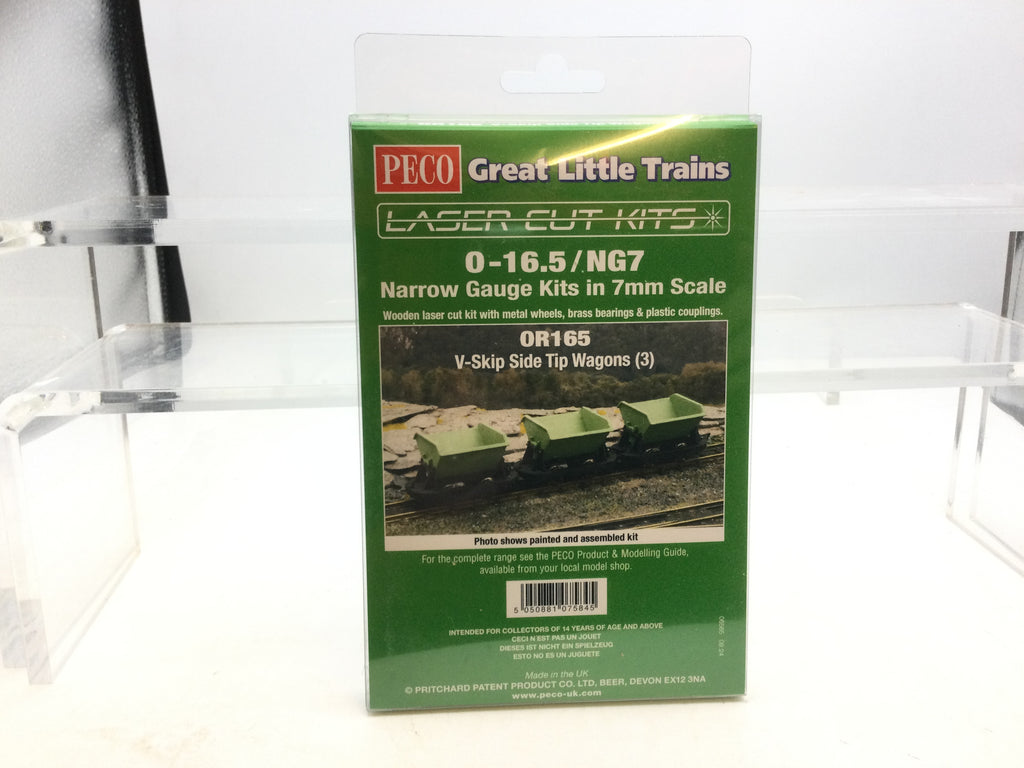 PECO Great Little Trains
LASER CUT KITS
0-16.5/NG7
Narrow Gauge Kits in 7mm Scale
Wooden laser cut kit with metal wheels, brass bearings & plastic couplings.
OR165
V-Skip Side Tip Wagons (3)
Photo shows painted and assembled kit
For the complete range see the PECO Product & Modelling Guide,
available from your local model shop.
5 050881 075845
INTENDED FOR COLLECTORS OF 14 YEARS OF AGE AND ABOVE
CECI N EST PAS UN JOUET
DIESES IST NICHT EIN SPIELZEUG
ESTO NO ES UN JUGUETE
Made in the UK
© PRITCHARD PATENT PRODUCT CO. LTD, BEER, DEVON EX12 3NA
www.peco-uk.com